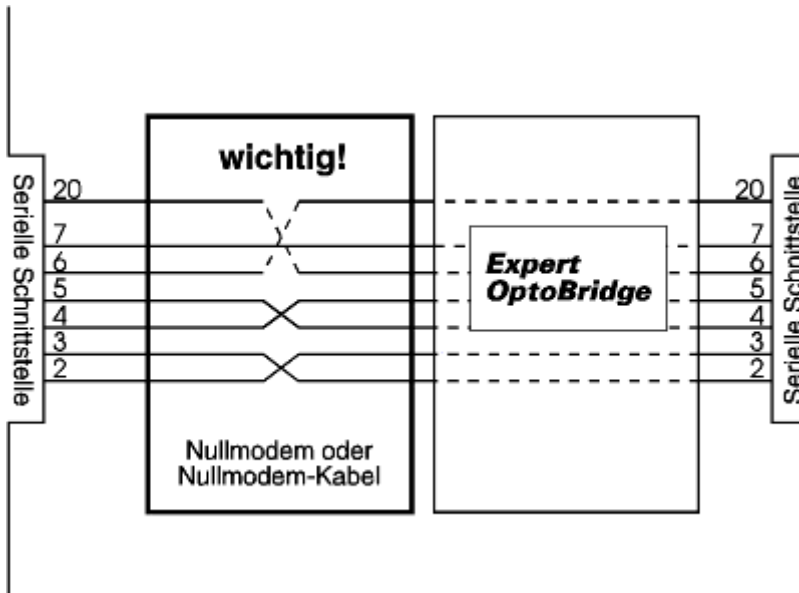 wichtig!
Serielle Schnittstelle
20
7
6
5
4
3
2
Expert
OptoBridge
Nullmodem oder
Nullmodem-Kabel
20
7
6
5
4
3
2
Serielle Schnittstelle